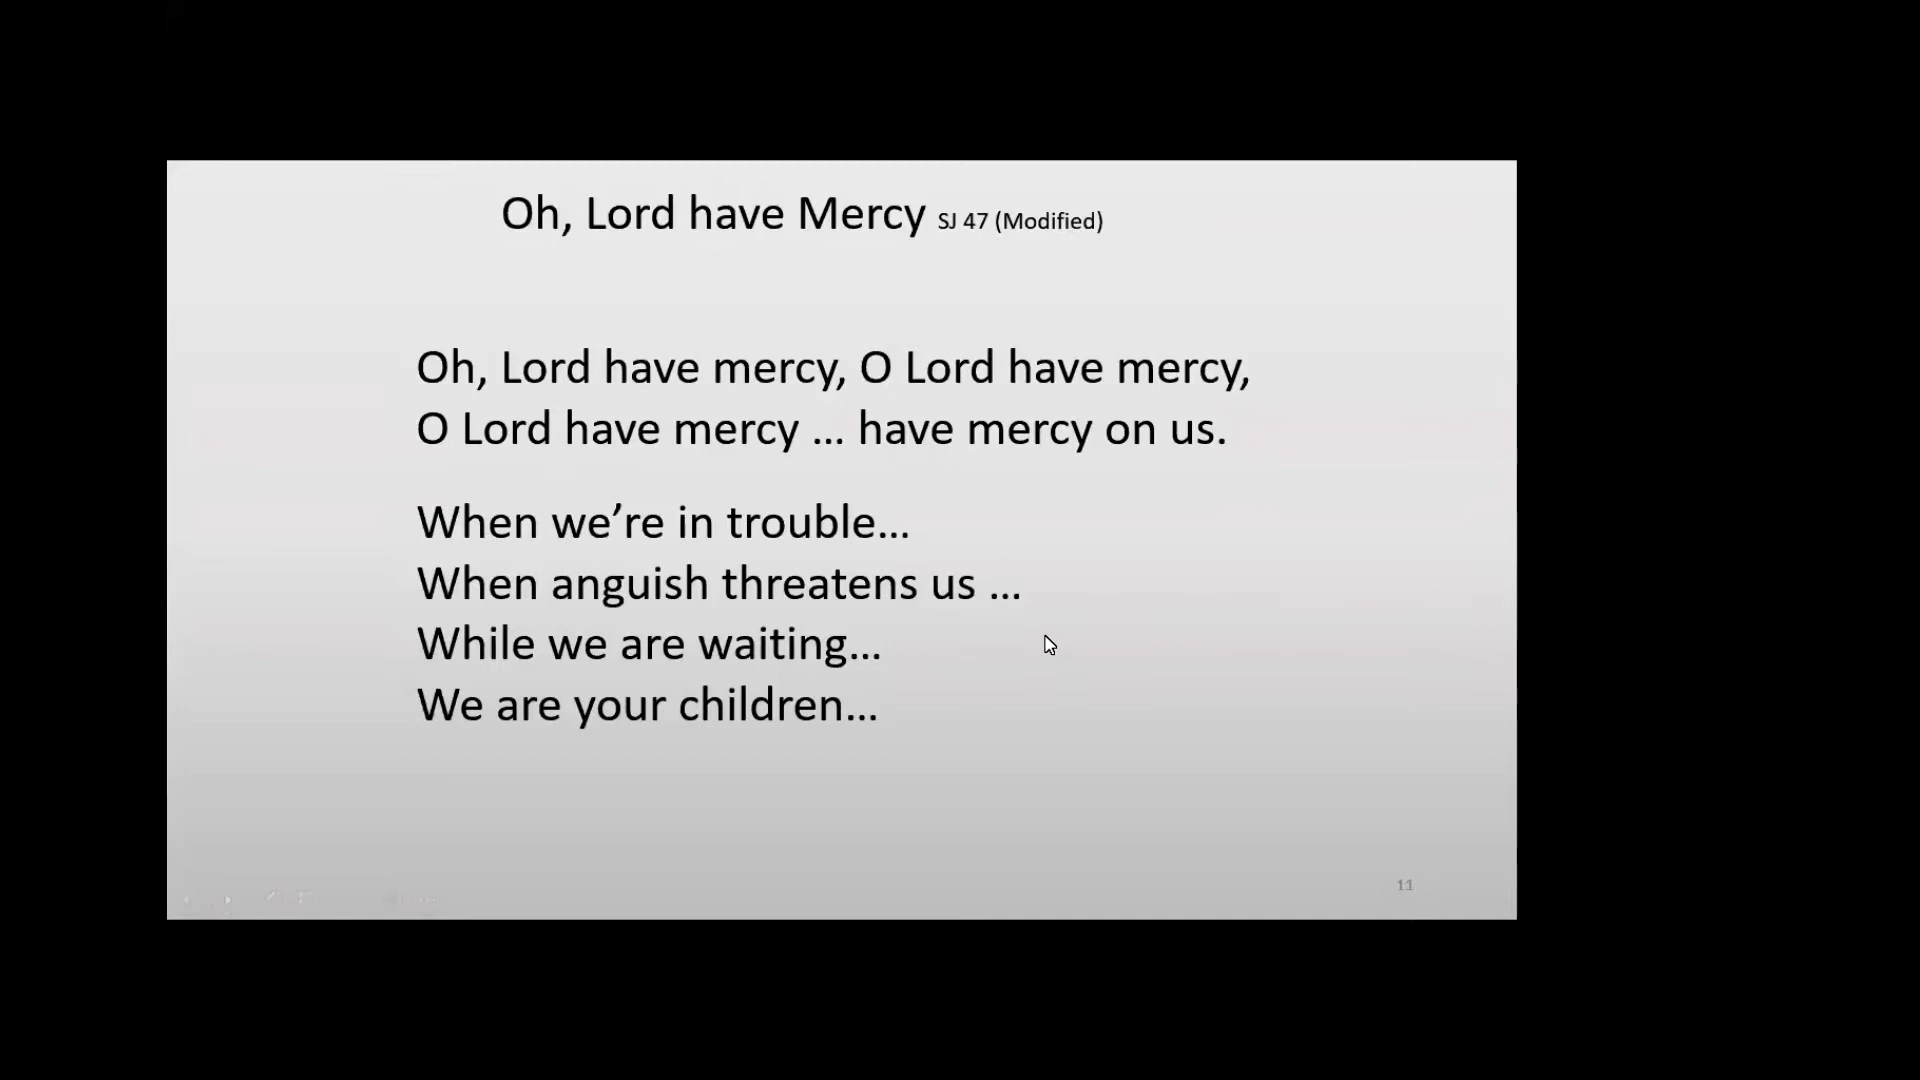 Oh, Lord have Mercy SJ 47 (Modified)
Oh, Lord have mercy, O Lord have mercy,
O Lord have mercy … have mercy on us.
When we’re in trouble…
When anguish threatens us …
While we are waiting…
We are your children…
11